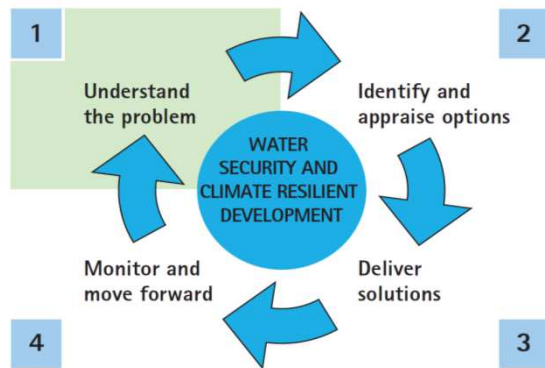 1
2
Understand
the problem
Identify and
appraise options
WATER
SECURITY AND
CLIMATE RESILIENT
DEVELOPMENT
Monitor and
move forward
Deliver
solutions
4
3